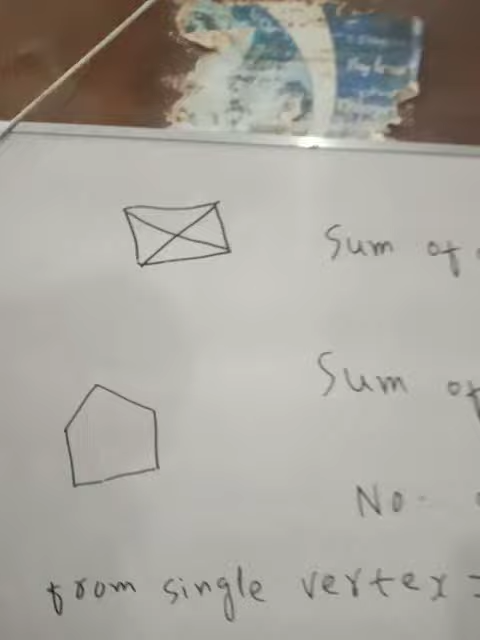 Sum of
Sum of
No.
from single vertex =